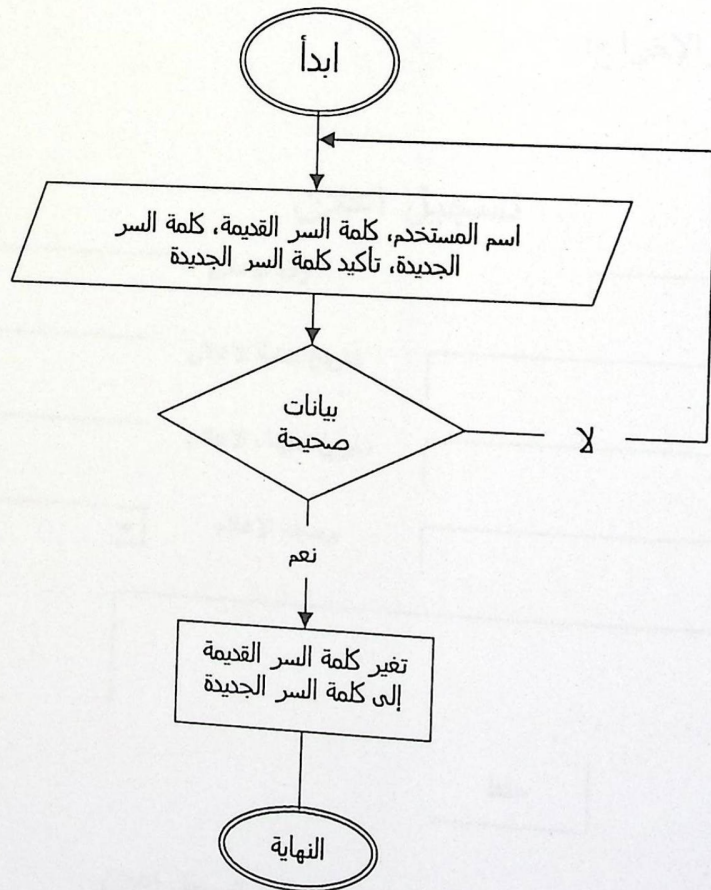 ابدأ
اسم المستخدم، كلمة السر القديمة، كلمة السر
الجديدة، تأكيد كلمة السر الجديدة
بيانات
صحيحة
لا
نعم
تغير كلمة السر القديمة
إلى كلمة السر الجديدة
النهاية